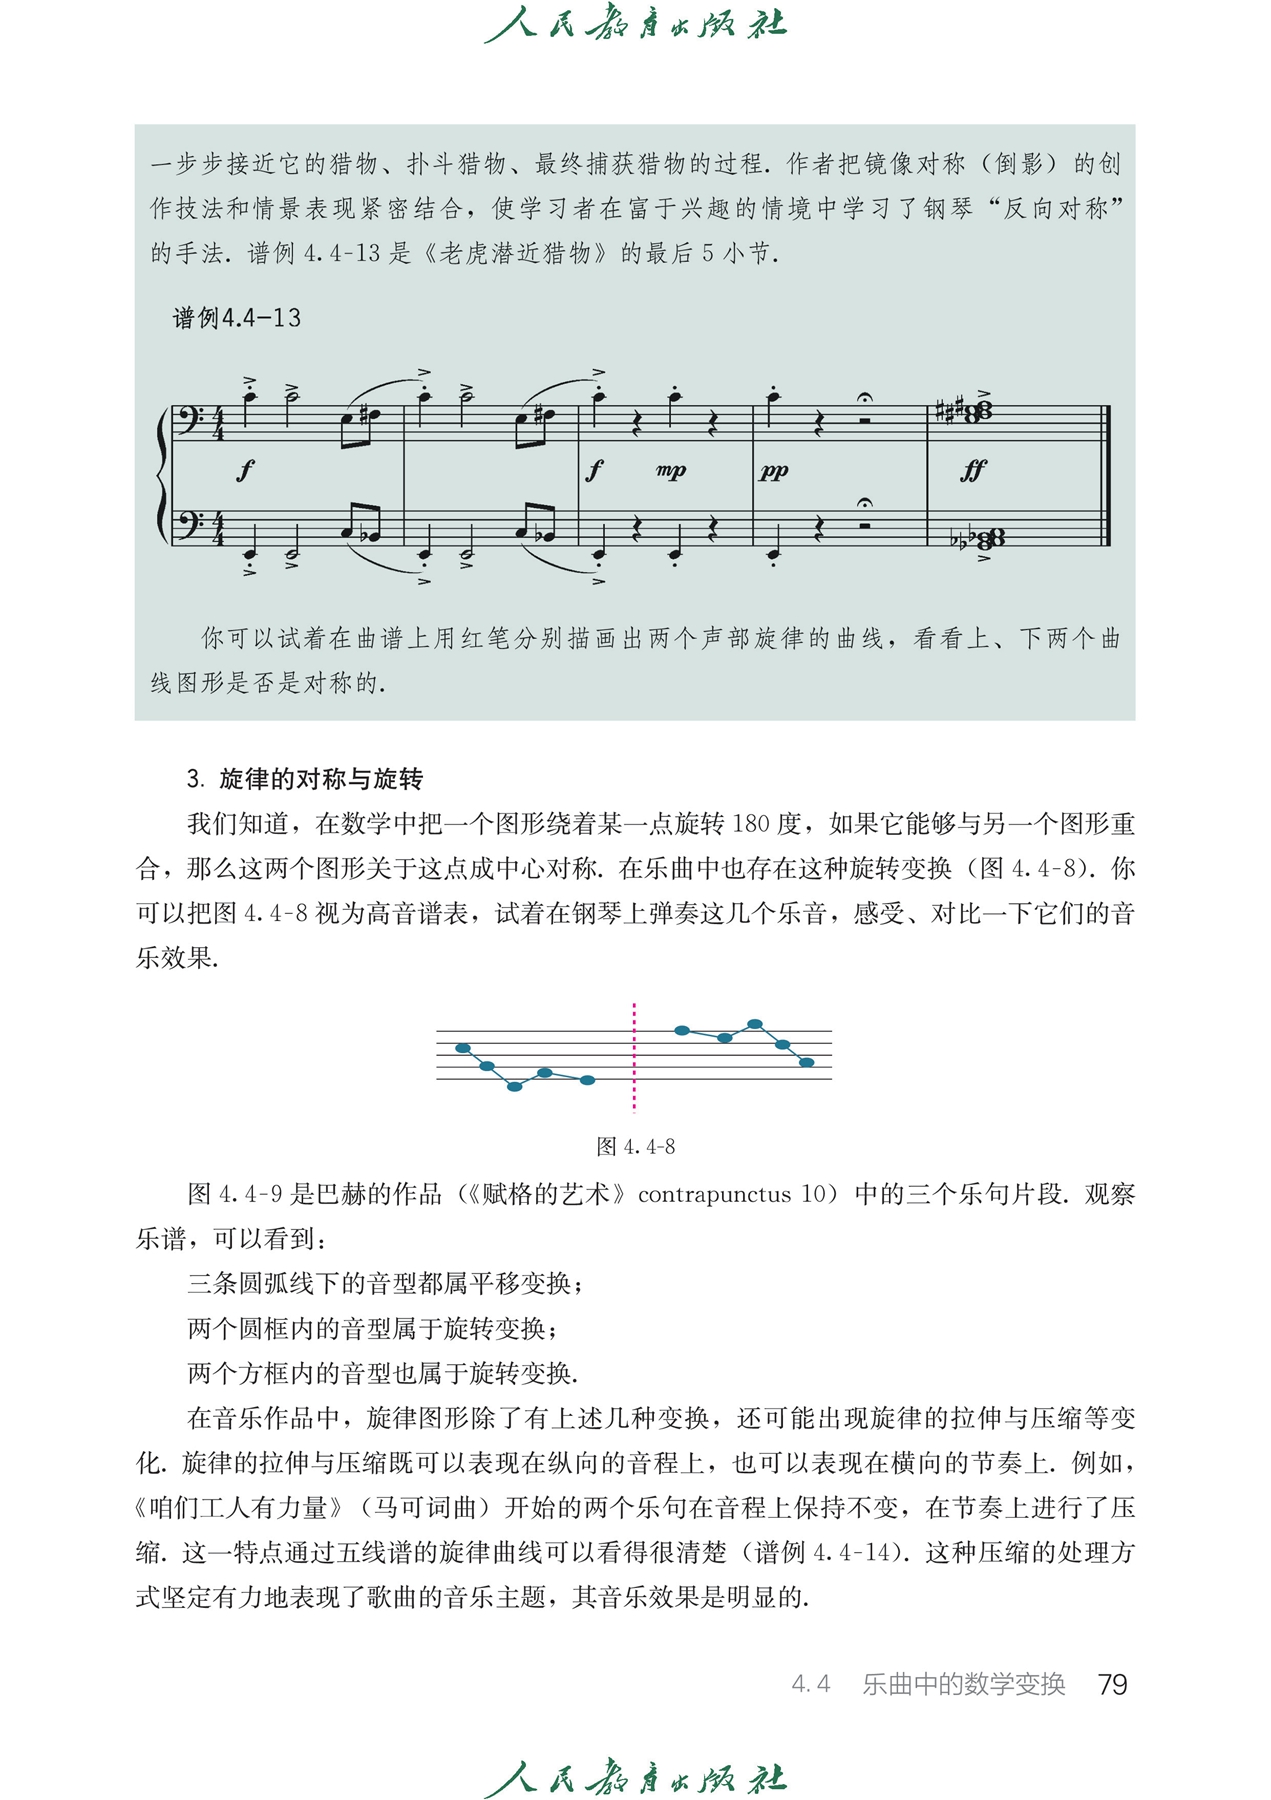 人民教育出版社
一步步接近它的猎物、扑斗猎物、最终捕获猎物的过程. 作者把镜像对称（倒影）的创
作技法和情景表现紧密结合，使学习者在富于兴趣的情境中学习了钢琴“反向对称”
的手法. 谱例 4.4-13 是《老虎潜近猎物》的最后 5 小节.
谱例4.4-13
f f mp pp ff
你可以试着在曲谱上用红笔分别描画出两个声部旋律的曲线，看看上、下两个曲
线图形是否是对称的.
3. 旋律的对称与旋转
我们知道，在数学中把一个图形绕着某一点旋转 180 度，如果它能够与另一个图形重
合，那么这两个图形关于这点成中心对称. 在乐曲中也存在这种旋转变换（图 4.4-8）. 你
可以把图 4.4-8 视为高音谱表，试着在钢琴上弹奏这几个乐音，感受、对比一下它们的音
乐效果.
图 4.4-8
图 4.4-9 是巴赫的作品（《赋格的艺术》contrapunctus 10）中的三个乐句片段. 观察
乐谱，可以看到：
三条圆弧线下的音型都属平移变换；
两个圆框内的音型属于旋转变换；
两个方框内的音型也属于旋转变换.
在音乐作品中，旋律图形除了有上述几种变换，还可能出现旋律的拉伸与压缩等变
化. 旋律的拉伸与压缩既可以表现在纵向的音程上，也可以表现在横向的节奏上. 例如，
《咱们工人有力量》（马可词曲）开始的两个乐句在音程上保持不变，在节奏上进行了压
缩. 这一特点通过五线谱的旋律曲线可以看得很清楚（谱例 4.4-14）. 这种压缩的处理方
式坚定有力地表现了歌曲的音乐主题，其音乐效果是明显的.
4.4 乐曲中的数学变换 79
人民教育出版社